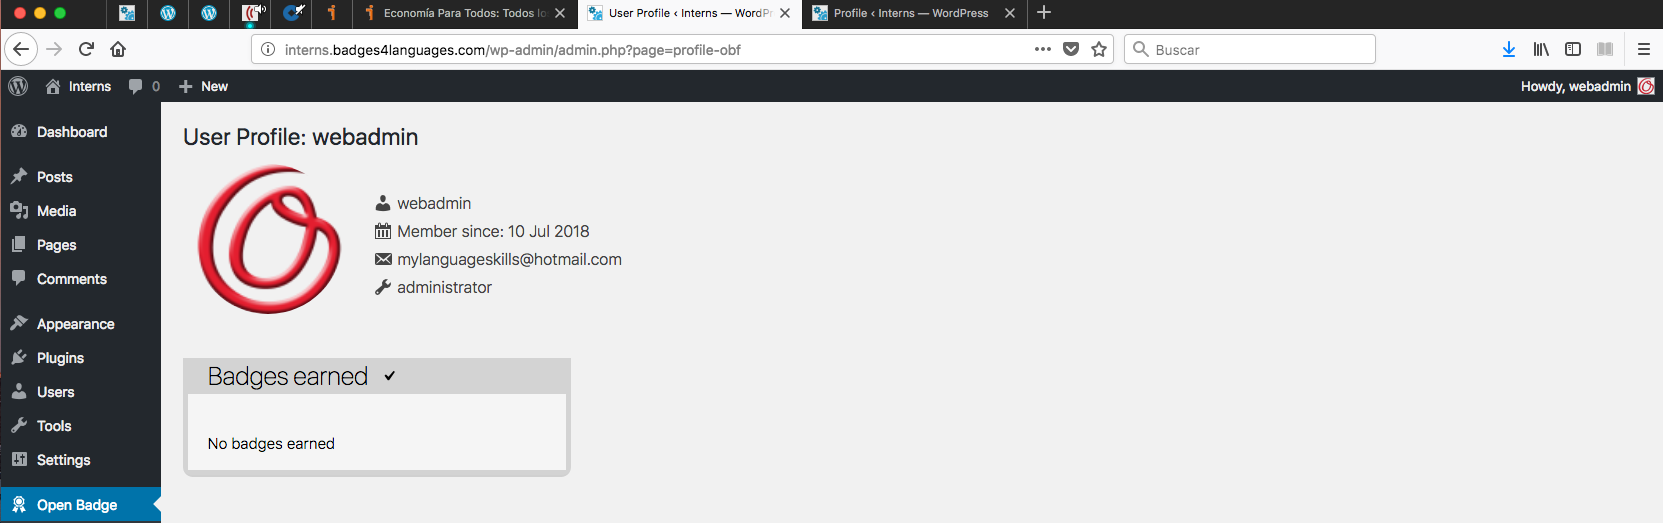 Economía Para Todos: Todos lo
User Profile ‹ Interns — WordPr
Profile ‹ Interns — WordPress
interns.badges4languages.com/wp-admin/admin.php?page=profile-obf
Buscar
Interns
0
New
Howdy, webadmin
Dashboard
Posts
Media
Pages
Comments
Appearance
Plugins
Users
Tools
Settings
Open Badge
User Profile: webadmin
webadmin
Member since: 10 Jul 2018
mylanguageskills@hotmail.com
administrator
Badges earned
No badges earned